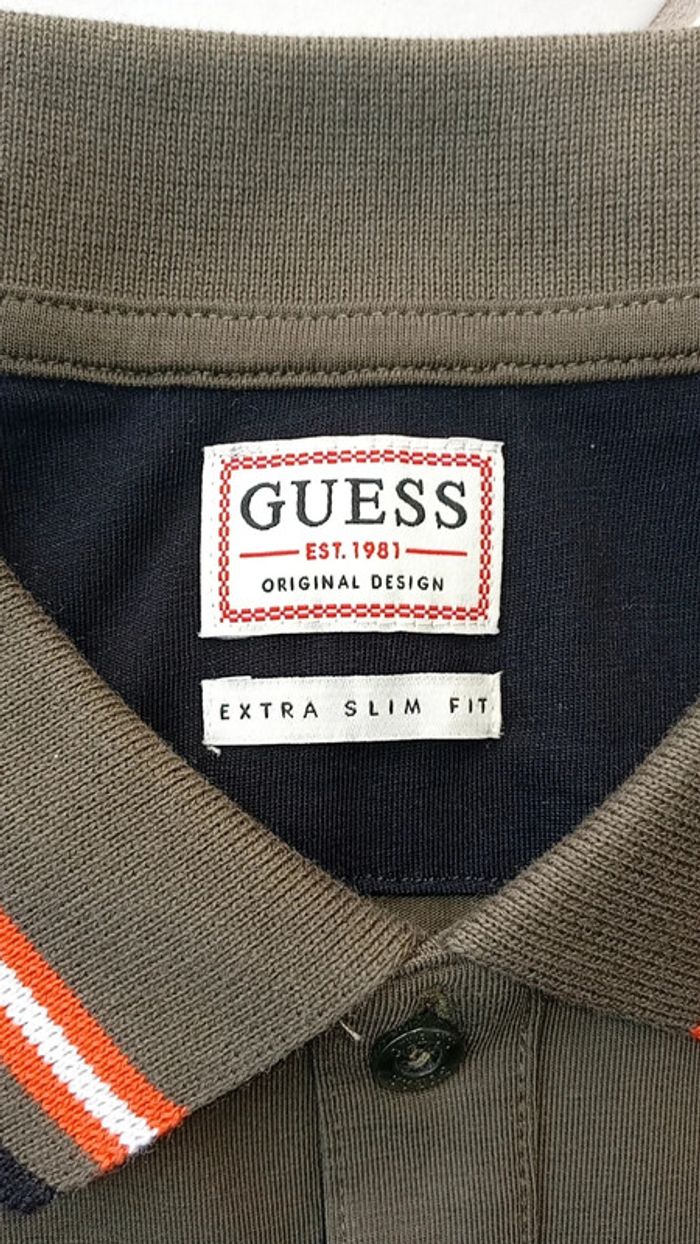 GUESS
EST. 1981
ORIGINAL DESIGN
EXTRA SLIM FIT